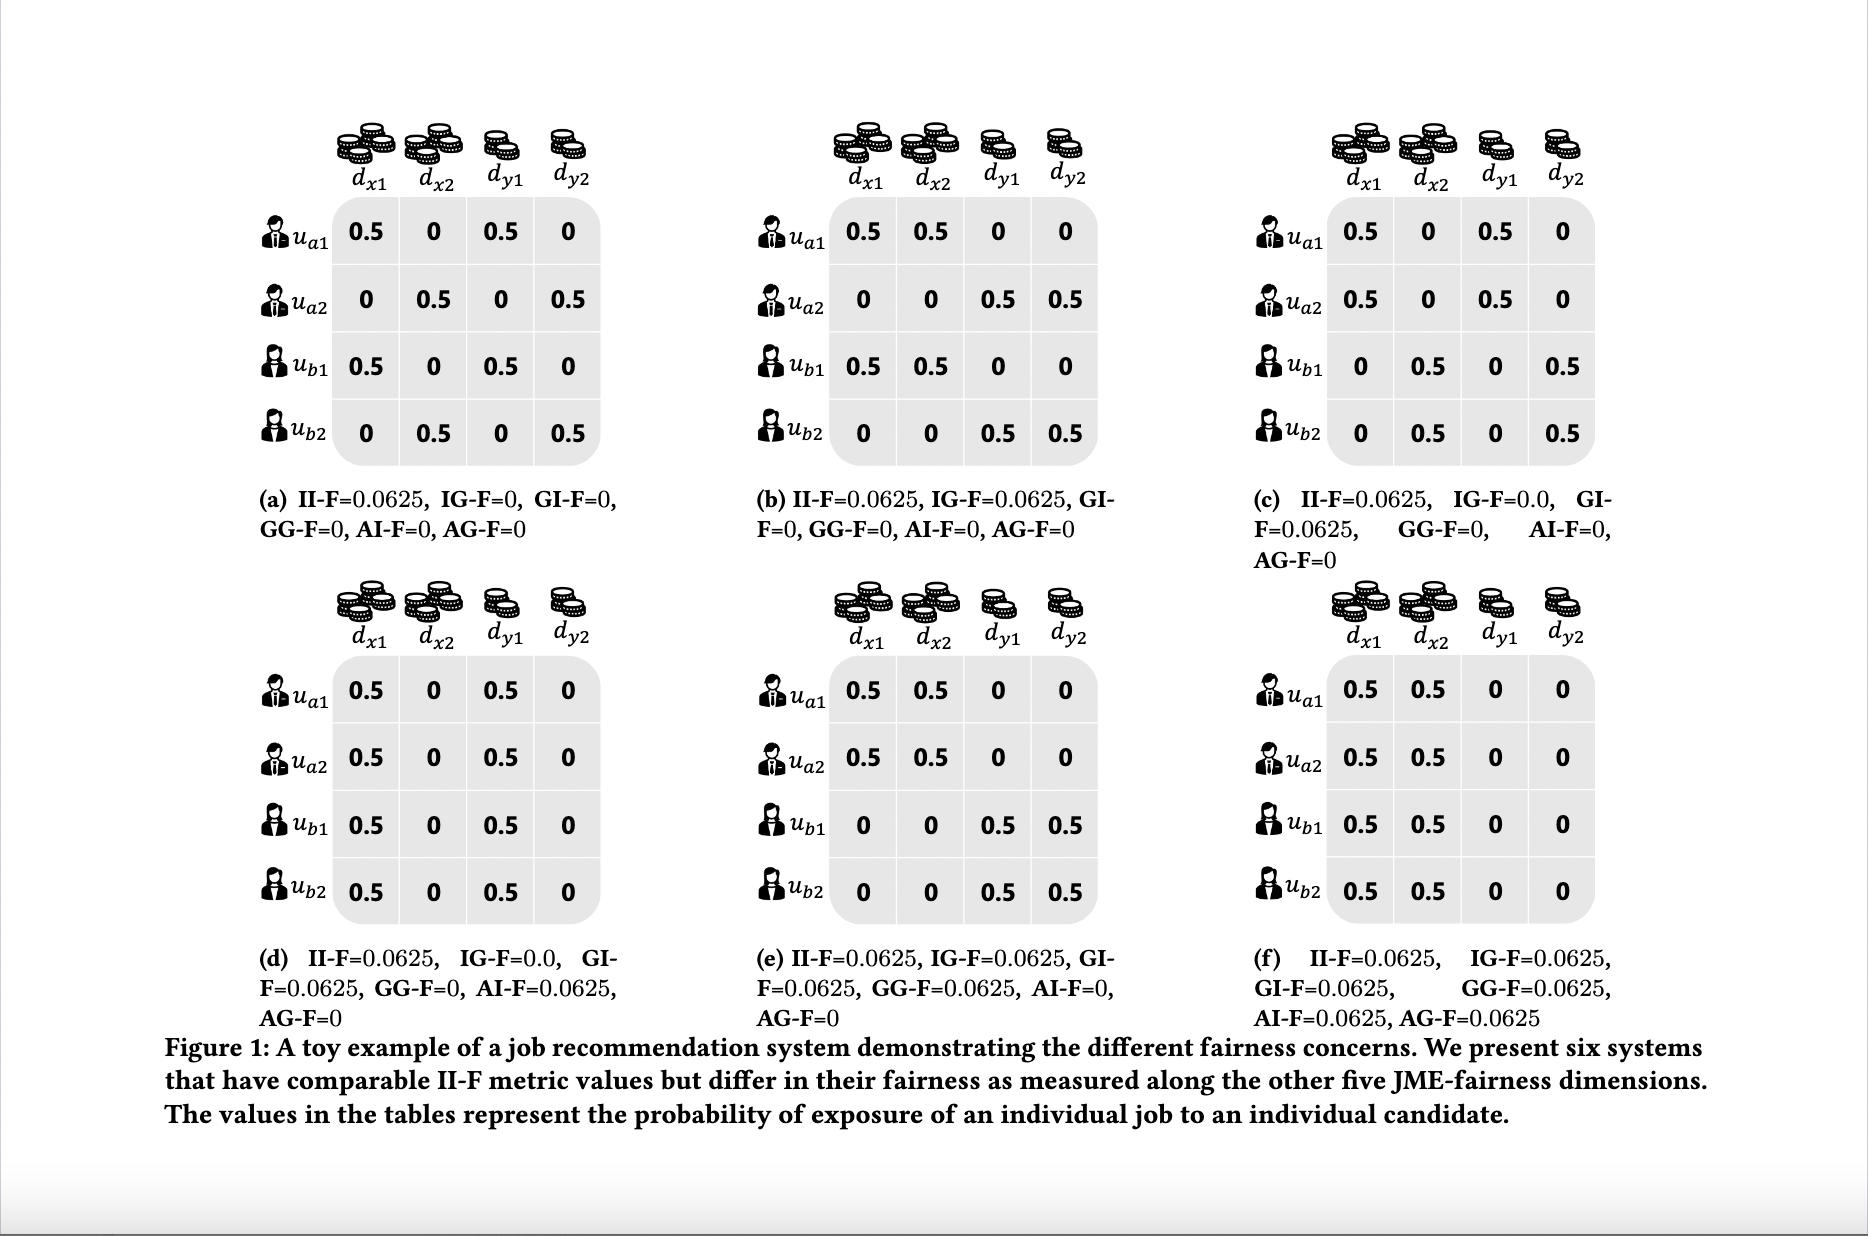 d_{x1} d_{x2} d_{y1} d_{y2}
u_{a1} 0.5 0 0.5 0
u_{a2} 0 0.5 0 0.5
u_{b1} 0.5 0 0.5 0
u_{b2} 0 0.5 0 0.5
(a) II-F=0.0625, IG-F=0, GI-F=0,
GG-F=0, AI-F=0, AG-F=0
d_{x1} d_{x2} d_{y1} d_{y2}
u_{a1} 0.5 0.5 0 0
u_{a2} 0 0 0.5 0.5
u_{b1} 0.5 0.5 0 0
u_{b2} 0 0 0.5 0.5
(b) II-F=0.0625, IG-F=0.0625, GI-
F=0, GG-F=0, AI-F=0, AG-F=0
d_{x1} d_{x2} d_{y1} d_{y2}
u_{a1} 0.5 0 0.5 0
u_{a2} 0.5 0 0.5 0
u_{b1} 0 0.5 0 0.5
u_{b2} 0 0.5 0 0.5
(c) II-F=0.0625, IG-F=0.0, GI-
F=0.0625, GG-F=0, AI-F=0,
AG-F=0
d_{x1} d_{x2} d_{y1} d_{y2}
u_{a1} 0.5 0 0.5 0
u_{a2} 0.5 0 0.5 0
u_{b1} 0.5 0 0.5 0
u_{b2} 0.5 0 0.5 0
(d) II-F=0.0625, IG-F=0.0, GI-
F=0.0625, GG-F=0, AI-F=0.0625,
AG-F=0
d_{x1} d_{x2} d_{y1} d_{y2}
u_{a1} 0.5 0.5 0 0
u_{a2} 0.5 0.5 0 0
u_{b1} 0 0 0.5 0.5
u_{b2} 0 0 0.5 0.5
(e) II-F=0.0625, IG-F=0.0625, GI-
F=0.0625, GG-F=0.0625, AI-F=0,
AG-F=0
d_{x1} d_{x2} d_{y1} d_{y2}
u_{a1} 0.5 0.5 0 0
u_{a2} 0.5 0.5 0 0
u_{b1} 0.5 0.5 0 0
u_{b2} 0.5 0.5 0 0
(f) II-F=0.0625, IG-F=0.0625,
GI-F=0.0625, GG-F=0.0625,
AI-F=0.0625, AG-F=0.0625
Figure 1: A toy example of a job recommendation system demonstrating the different fairness concerns. We present six systems
that have comparable II-F metric values but differ in their fairness as measured along the other five JME-fairness dimensions.
The values in the tables represent the probability of exposure of an individual job to an individual candidate.